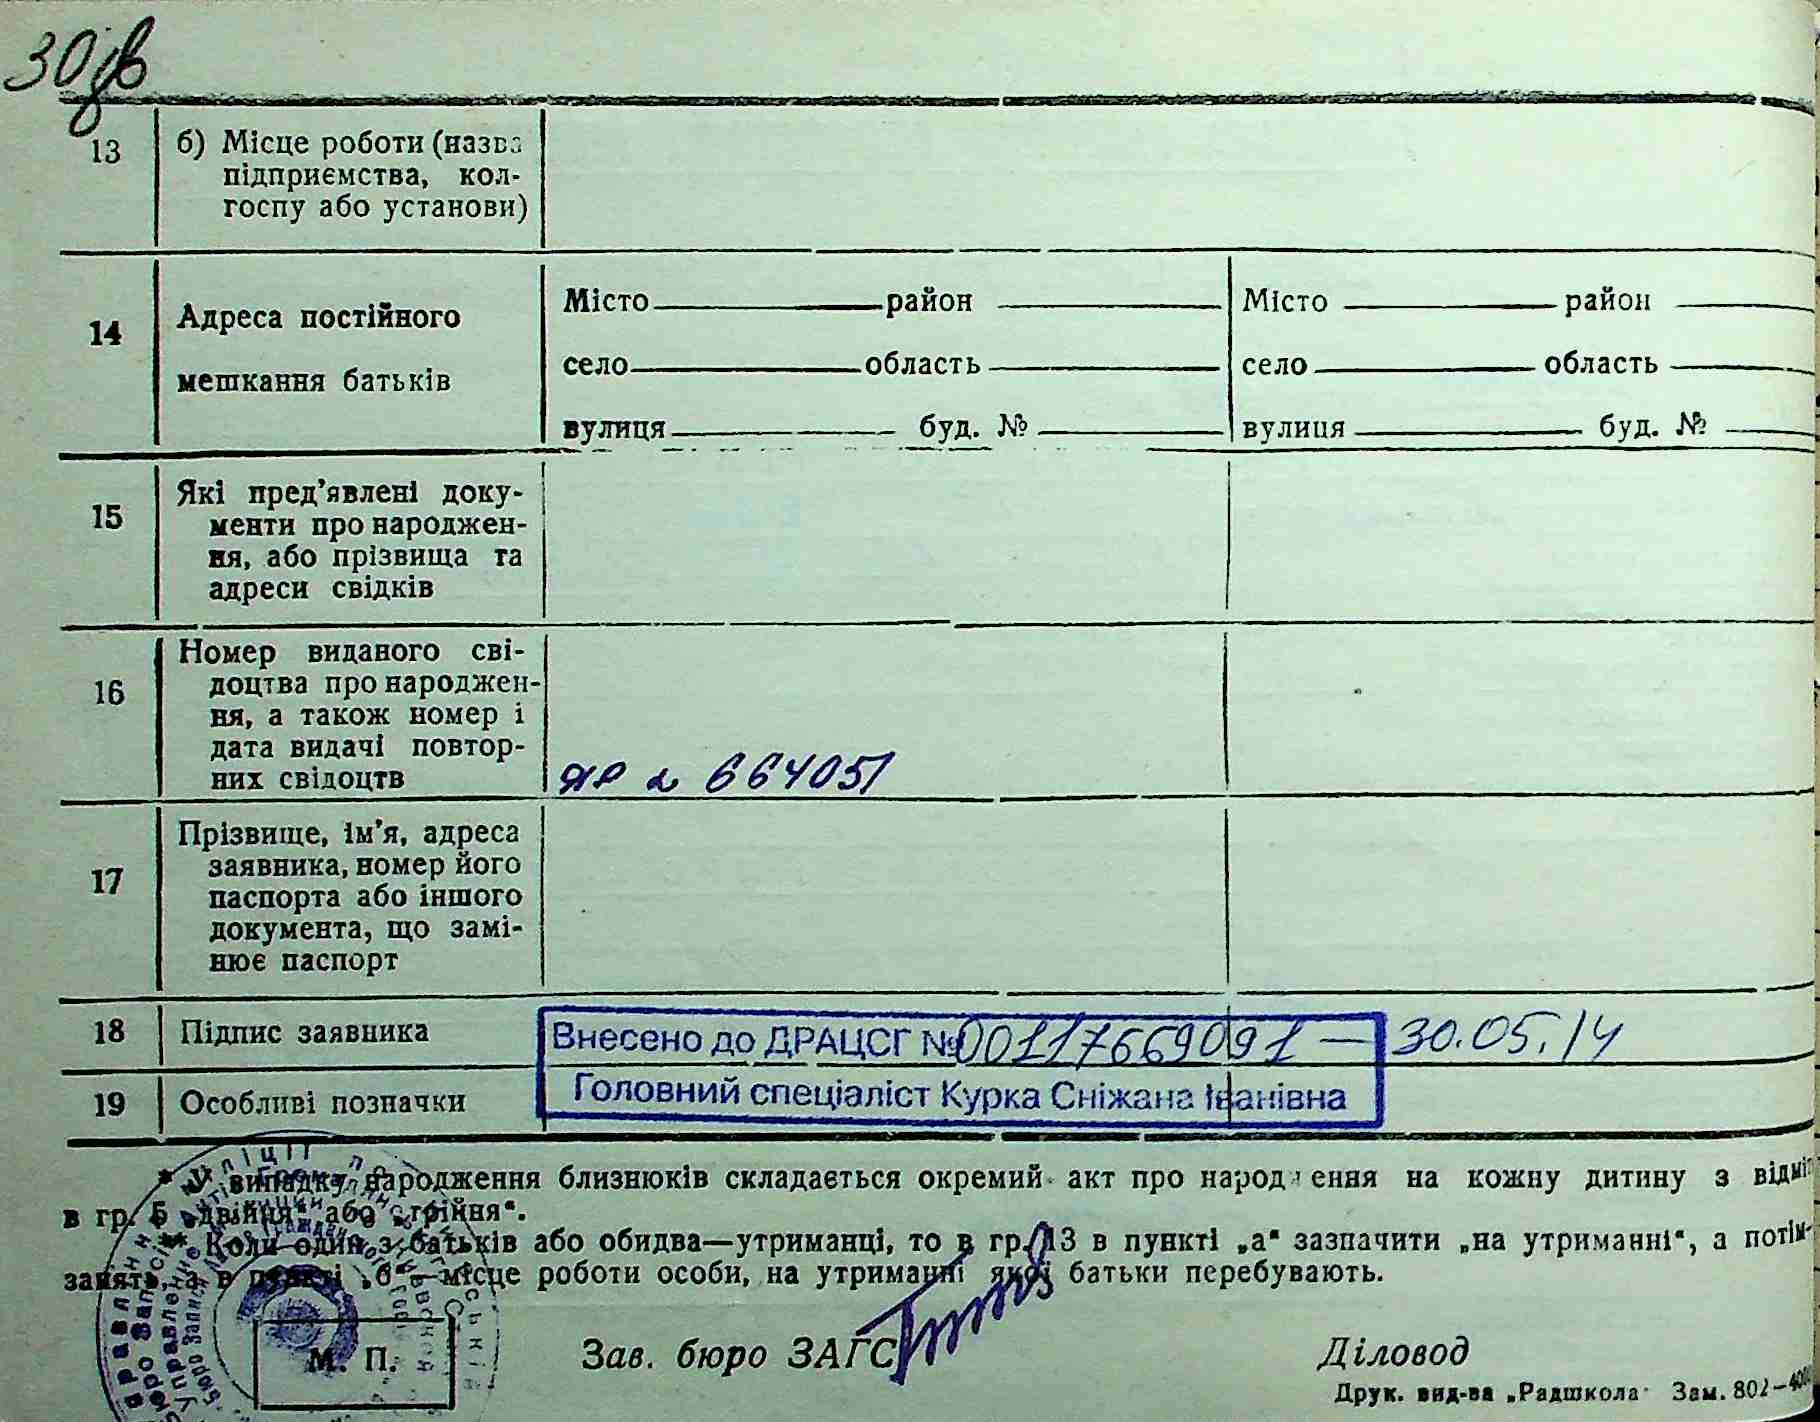 30 зв
13 б) Місце роботи (назва
підприємства, кол-
госпу або установи)
14 Адреса постійного
мешкання батьків
Місто район Місто район
село область село область
вулиця буд. № вулиця буд. №
15 Які пред'явлені доку-
менти про народжен-
ня, або прізвища та
адреси свідків
16 Номер виданого сві-
доцтва про народжен-
ня, а також номер і
дата видачі повтор-
них свідоцтв
664051
17 Прізвище, ім'я, адреса
заявника, номер його
паспорта або іншого
документа, що замі-
нює паспорт
18 Підпис заявника Внесено до ДРАЦСГ №00117669091 — 30.05.14
19 Особливі позначки Головний спеціаліст Курка Сніжана Іванівна
* У випадку народження близнюків складається окремий акт про народження на кожну дитину з відміт
в гр. 5 „двійня“ або „трійня“.
** Коли один з батьків або обидва—утриманці, то в гр. 13 в пункті „а“ зазначити „на утриманні“, а потім
занять, а в пункті „б“—місце роботи особи, на утриманні якої батьки перебувають.
М. П. Зав. бюро ЗАГС Діловод
Друк. вид-ва „Радшкола“ Зам. 802—